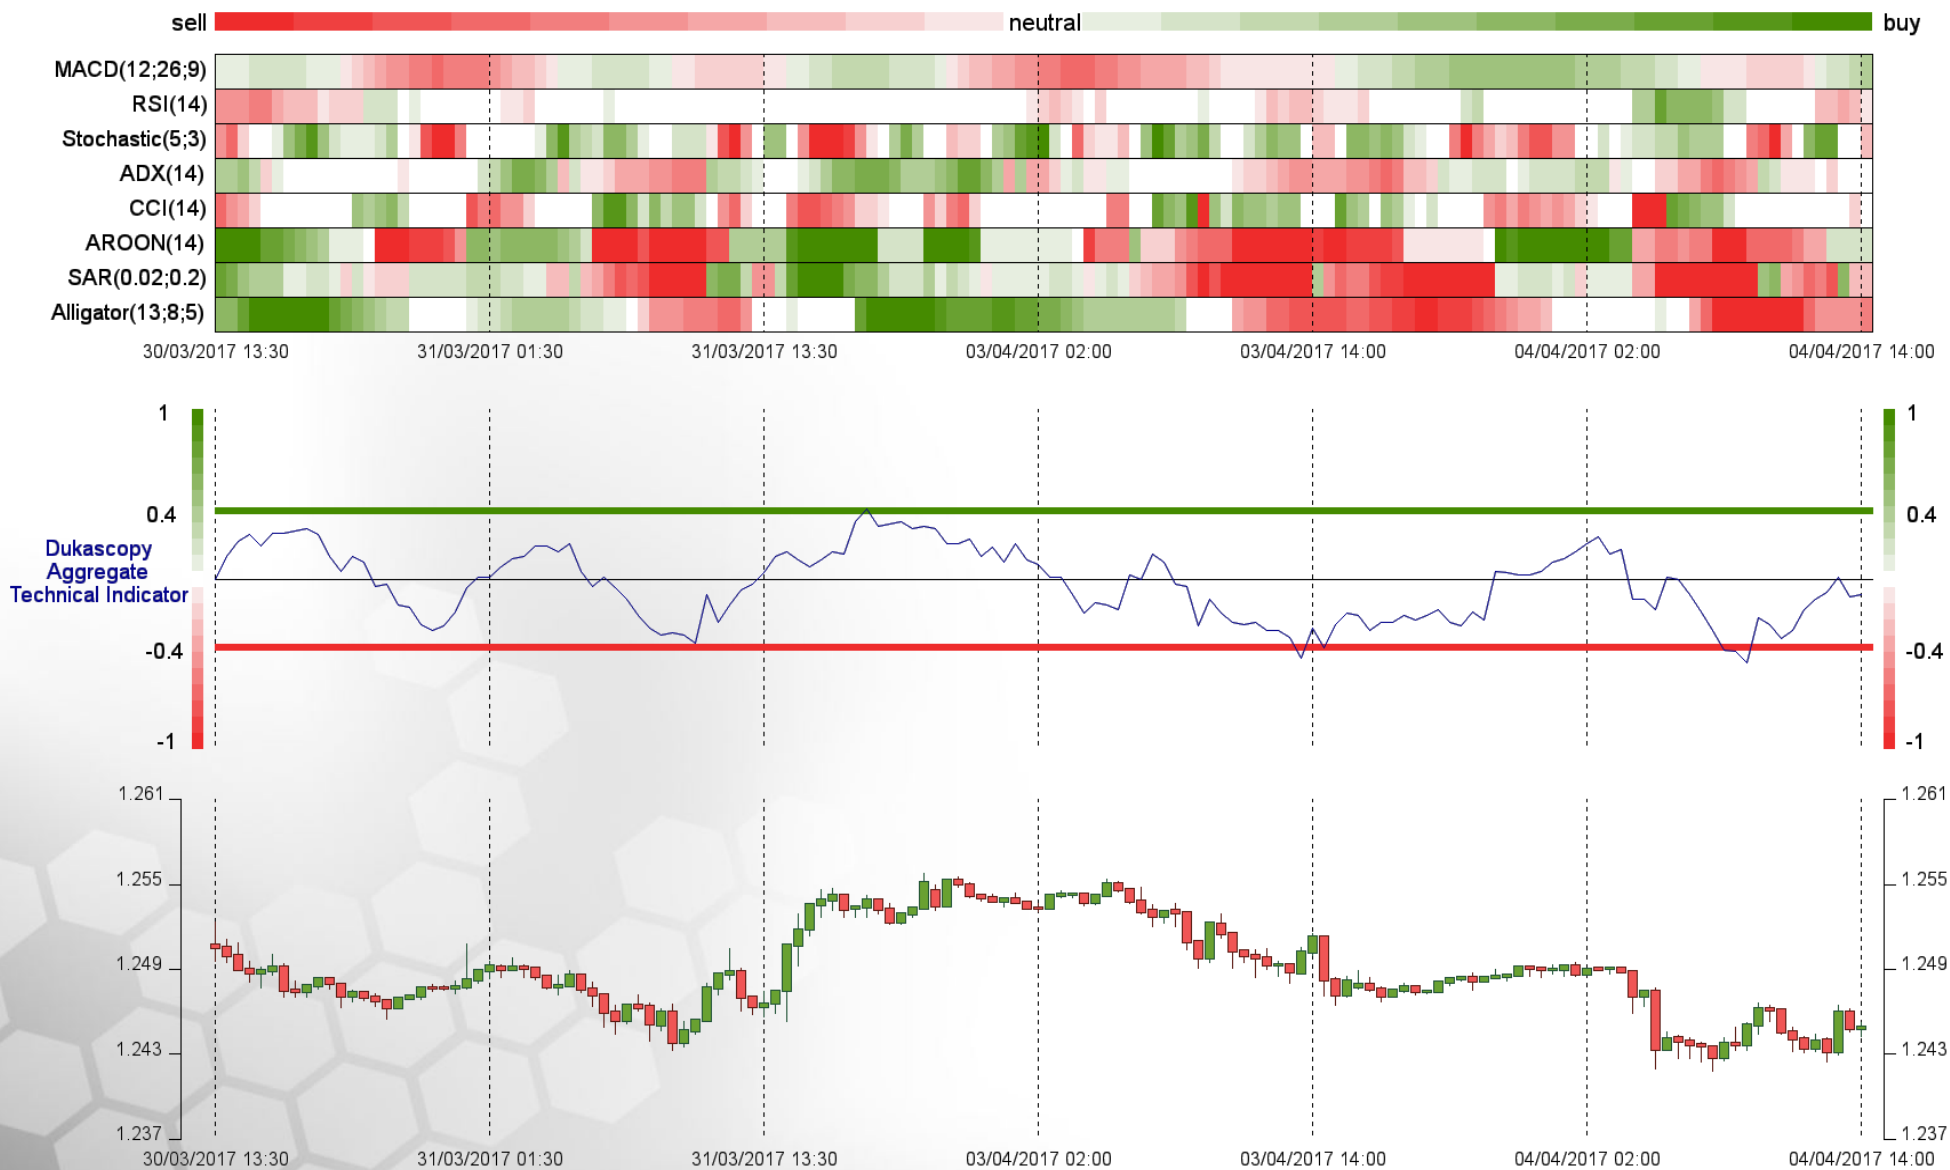 sell neutral buy
MACD(12;26;9)
RSI(14)
Stochastic(5;3)
ADX(14)
CCI(14)
AROON(14)
SAR(0.02;0.2)
Alligator(13;8;5)
30/03/2017 13:30 31/03/2017 01:30 31/03/2017 13:30 03/04/2017 02:00 03/04/2017 14:00 04/04/2017 02:00 04/04/2017 14:00
1 1
0.4 0.4
Dukascopy
Aggregate
Technical Indicator
-0.4 -0.4
-1 -1
1.261 1.261
1.255 1.255
1.249 1.249
1.243 1.243
1.237 1.237
30/03/2017 13:30 31/03/2017 01:30 31/03/2017 13:30 03/04/2017 02:00 03/04/2017 14:00 04/04/2017 02:00 04/04/2017 14:00